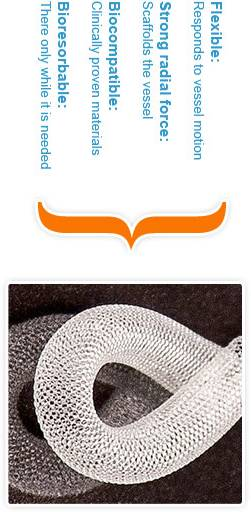 Flexible:
Responds to vessel motion
Strong radial force:
Scaffolds the vessel
Biocompatible:
Clinically proven materials
Bioresorbable:
There only while it is needed